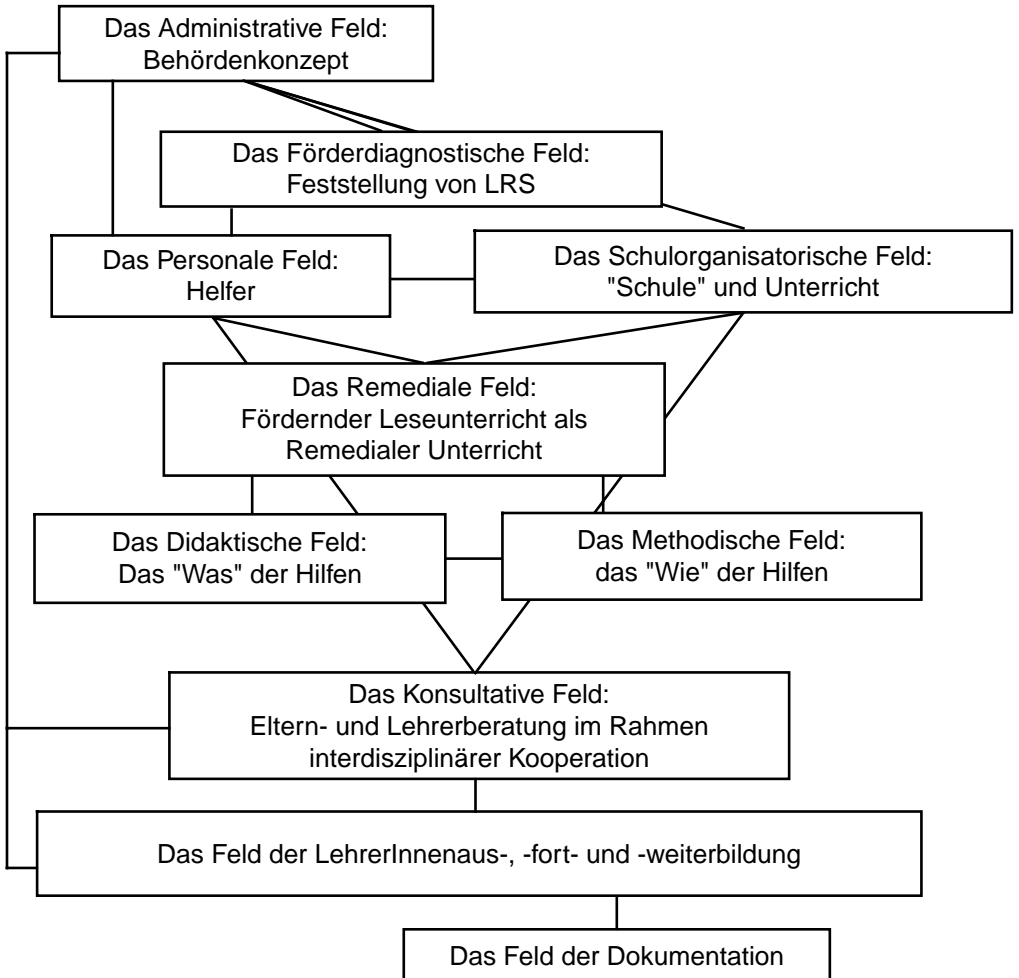 Das Administrative Feld:
Behördenkonzept
Das Förderdiagnostische Feld:
Feststellung von LRS
Das Personale Feld:
Helfer
Das Schulorganisatorische Feld:
"Schule" und Unterricht
Das Remediale Feld:
Fördernder Leseunterricht als
Remedialer Unterricht
Das Didaktische Feld:
Das "Was" der Hilfen
Das Methodische Feld:
das "Wie" der Hilfen
Das Konsultative Feld:
Eltern- und Lehrerberatung im Rahmen
interdisziplinärer Kooperation
Das Feld der LehrerInnenaus-, -fort- und -weiterbildung
Das Feld der Dokumentation